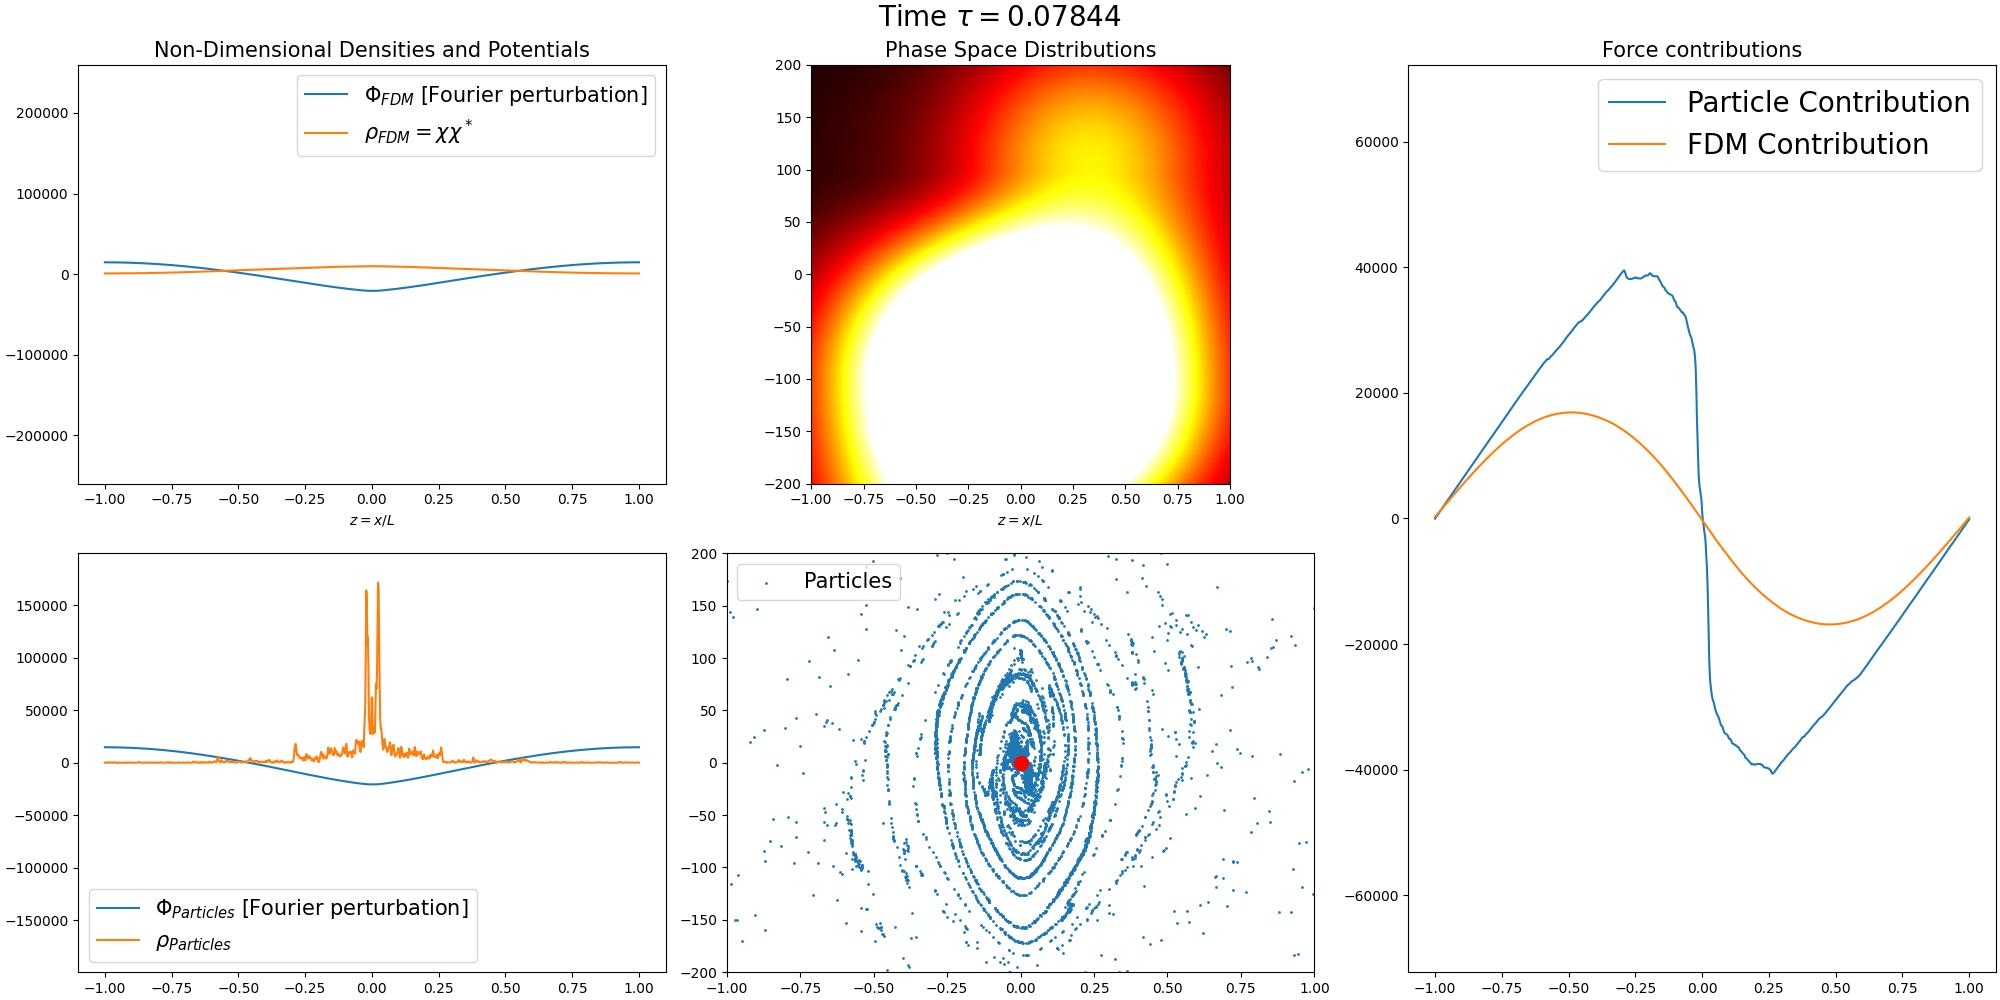 Time τ = 0.07844
Non-Dimensional Densities and Potentials
Φ_FDM [Fourier perturbation]
ρ_FDM = χχ*
200000
100000
0
−100000
−200000
−1.00 −0.75 −0.50 −0.25 0.00 0.25 0.50 0.75 1.00
z = x/L
Phase Space Distributions
200
150
100
50
0
−50
−100
−150
−200
−1.00 −0.75 −0.50 −0.25 0.00 0.25 0.50 0.75 1.00
z = x/L
Force contributions
Particle Contribution
FDM Contribution
60000
40000
20000
0
−20000
−40000
−60000
−1.00 −0.75 −0.50 −0.25 0.00 0.25 0.50 0.75 1.00
150000
100000
50000
0
−50000
−100000
−150000
Φ_Particles [Fourier perturbation]
ρ_Particles
−1.00 −0.75 −0.50 −0.25 0.00 0.25 0.50 0.75 1.00
Particles
200
150
100
50
0
−50
−100
−150
−200
−1.00 −0.75 −0.50 −0.25 0.00 0.25 0.50 0.75 1.00